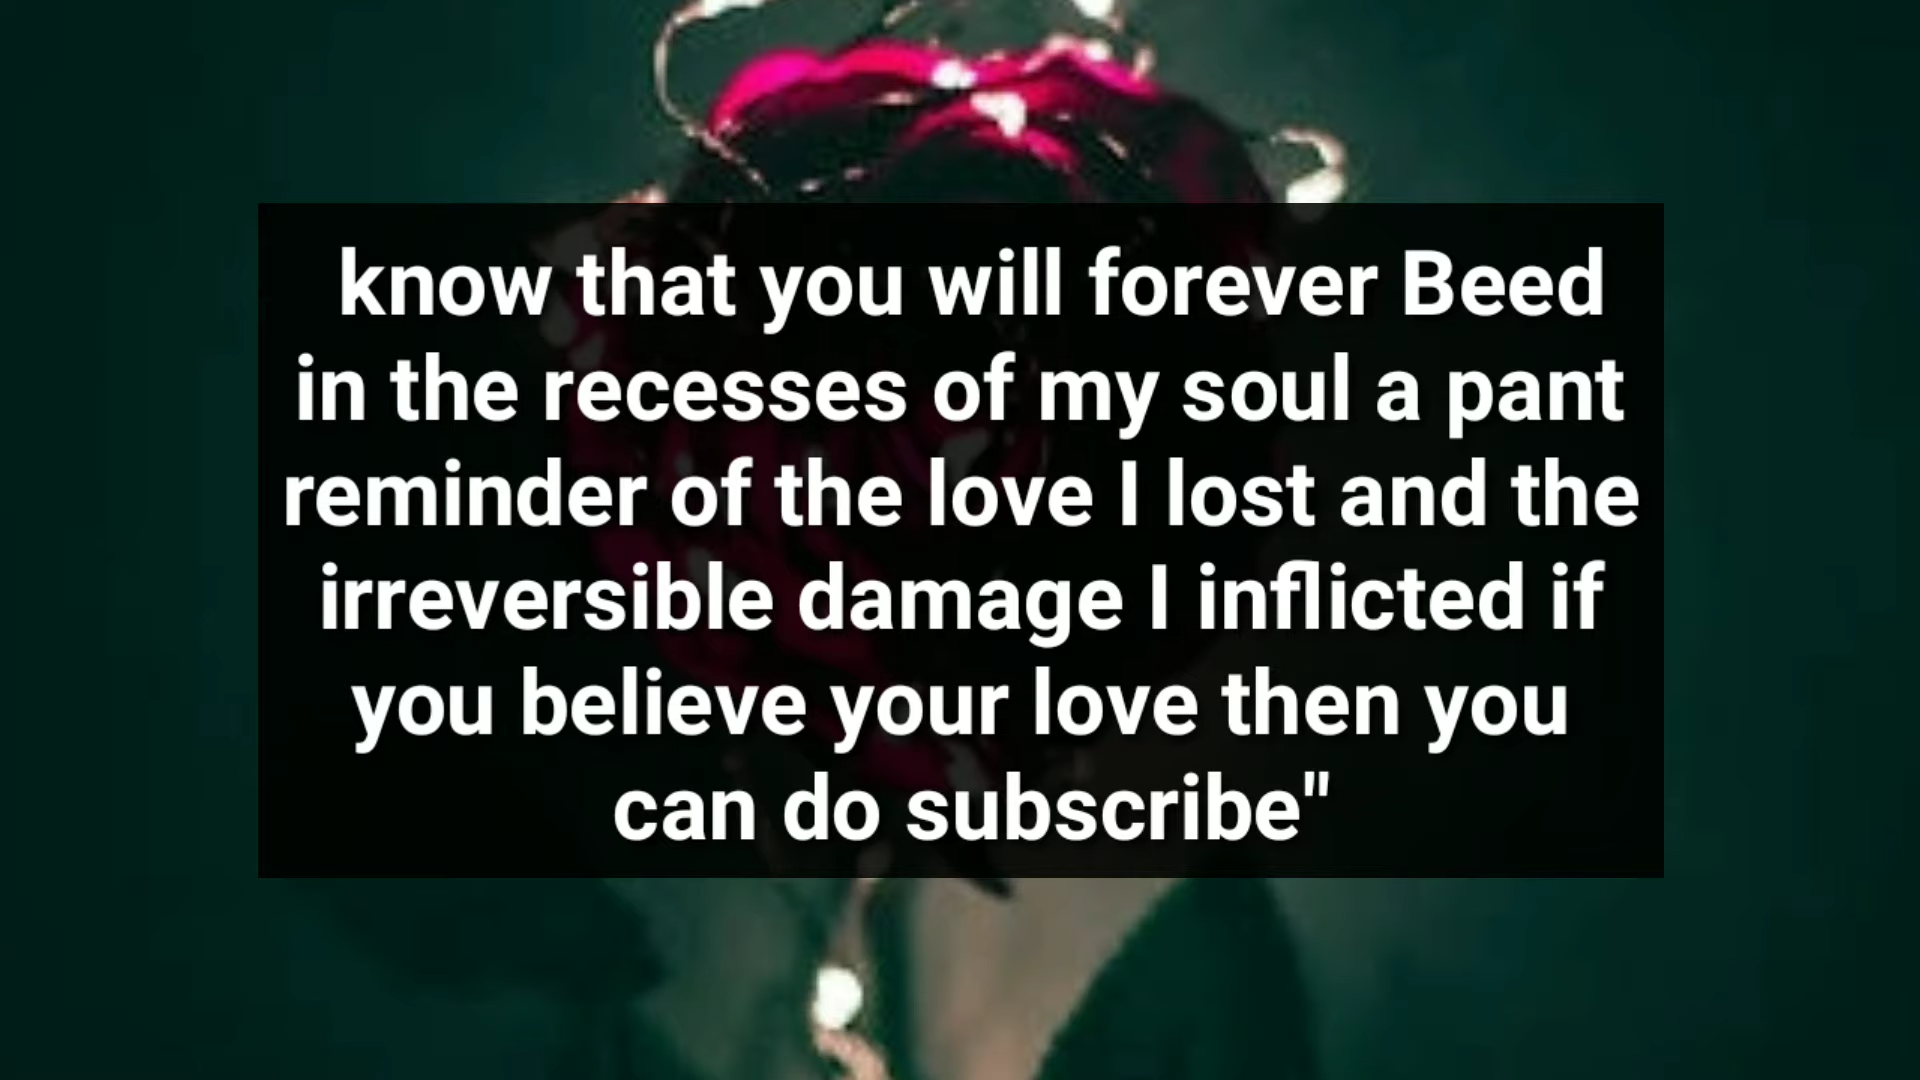 know that you will forever Beed
in the recesses of my soul a pant
reminder of the love I lost and the
irreversible damage I inflicted if
you believe your love then you
can do subscribe"